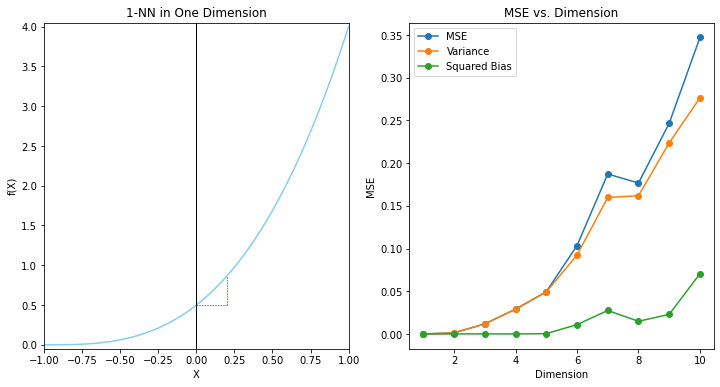 1-NN in One Dimension
f(X)
4.0
3.5
3.0
2.5
2.0
1.5
1.0
0.5
0.0
−1.00 −0.75 −0.50 −0.25 0.00 0.25 0.50 0.75 1.00
X
MSE vs. Dimension
MSE
Variance
Squared Bias
MSE
0.35
0.30
0.25
0.20
0.15
0.10
0.05
0.00
2 4 6 8 10
Dimension